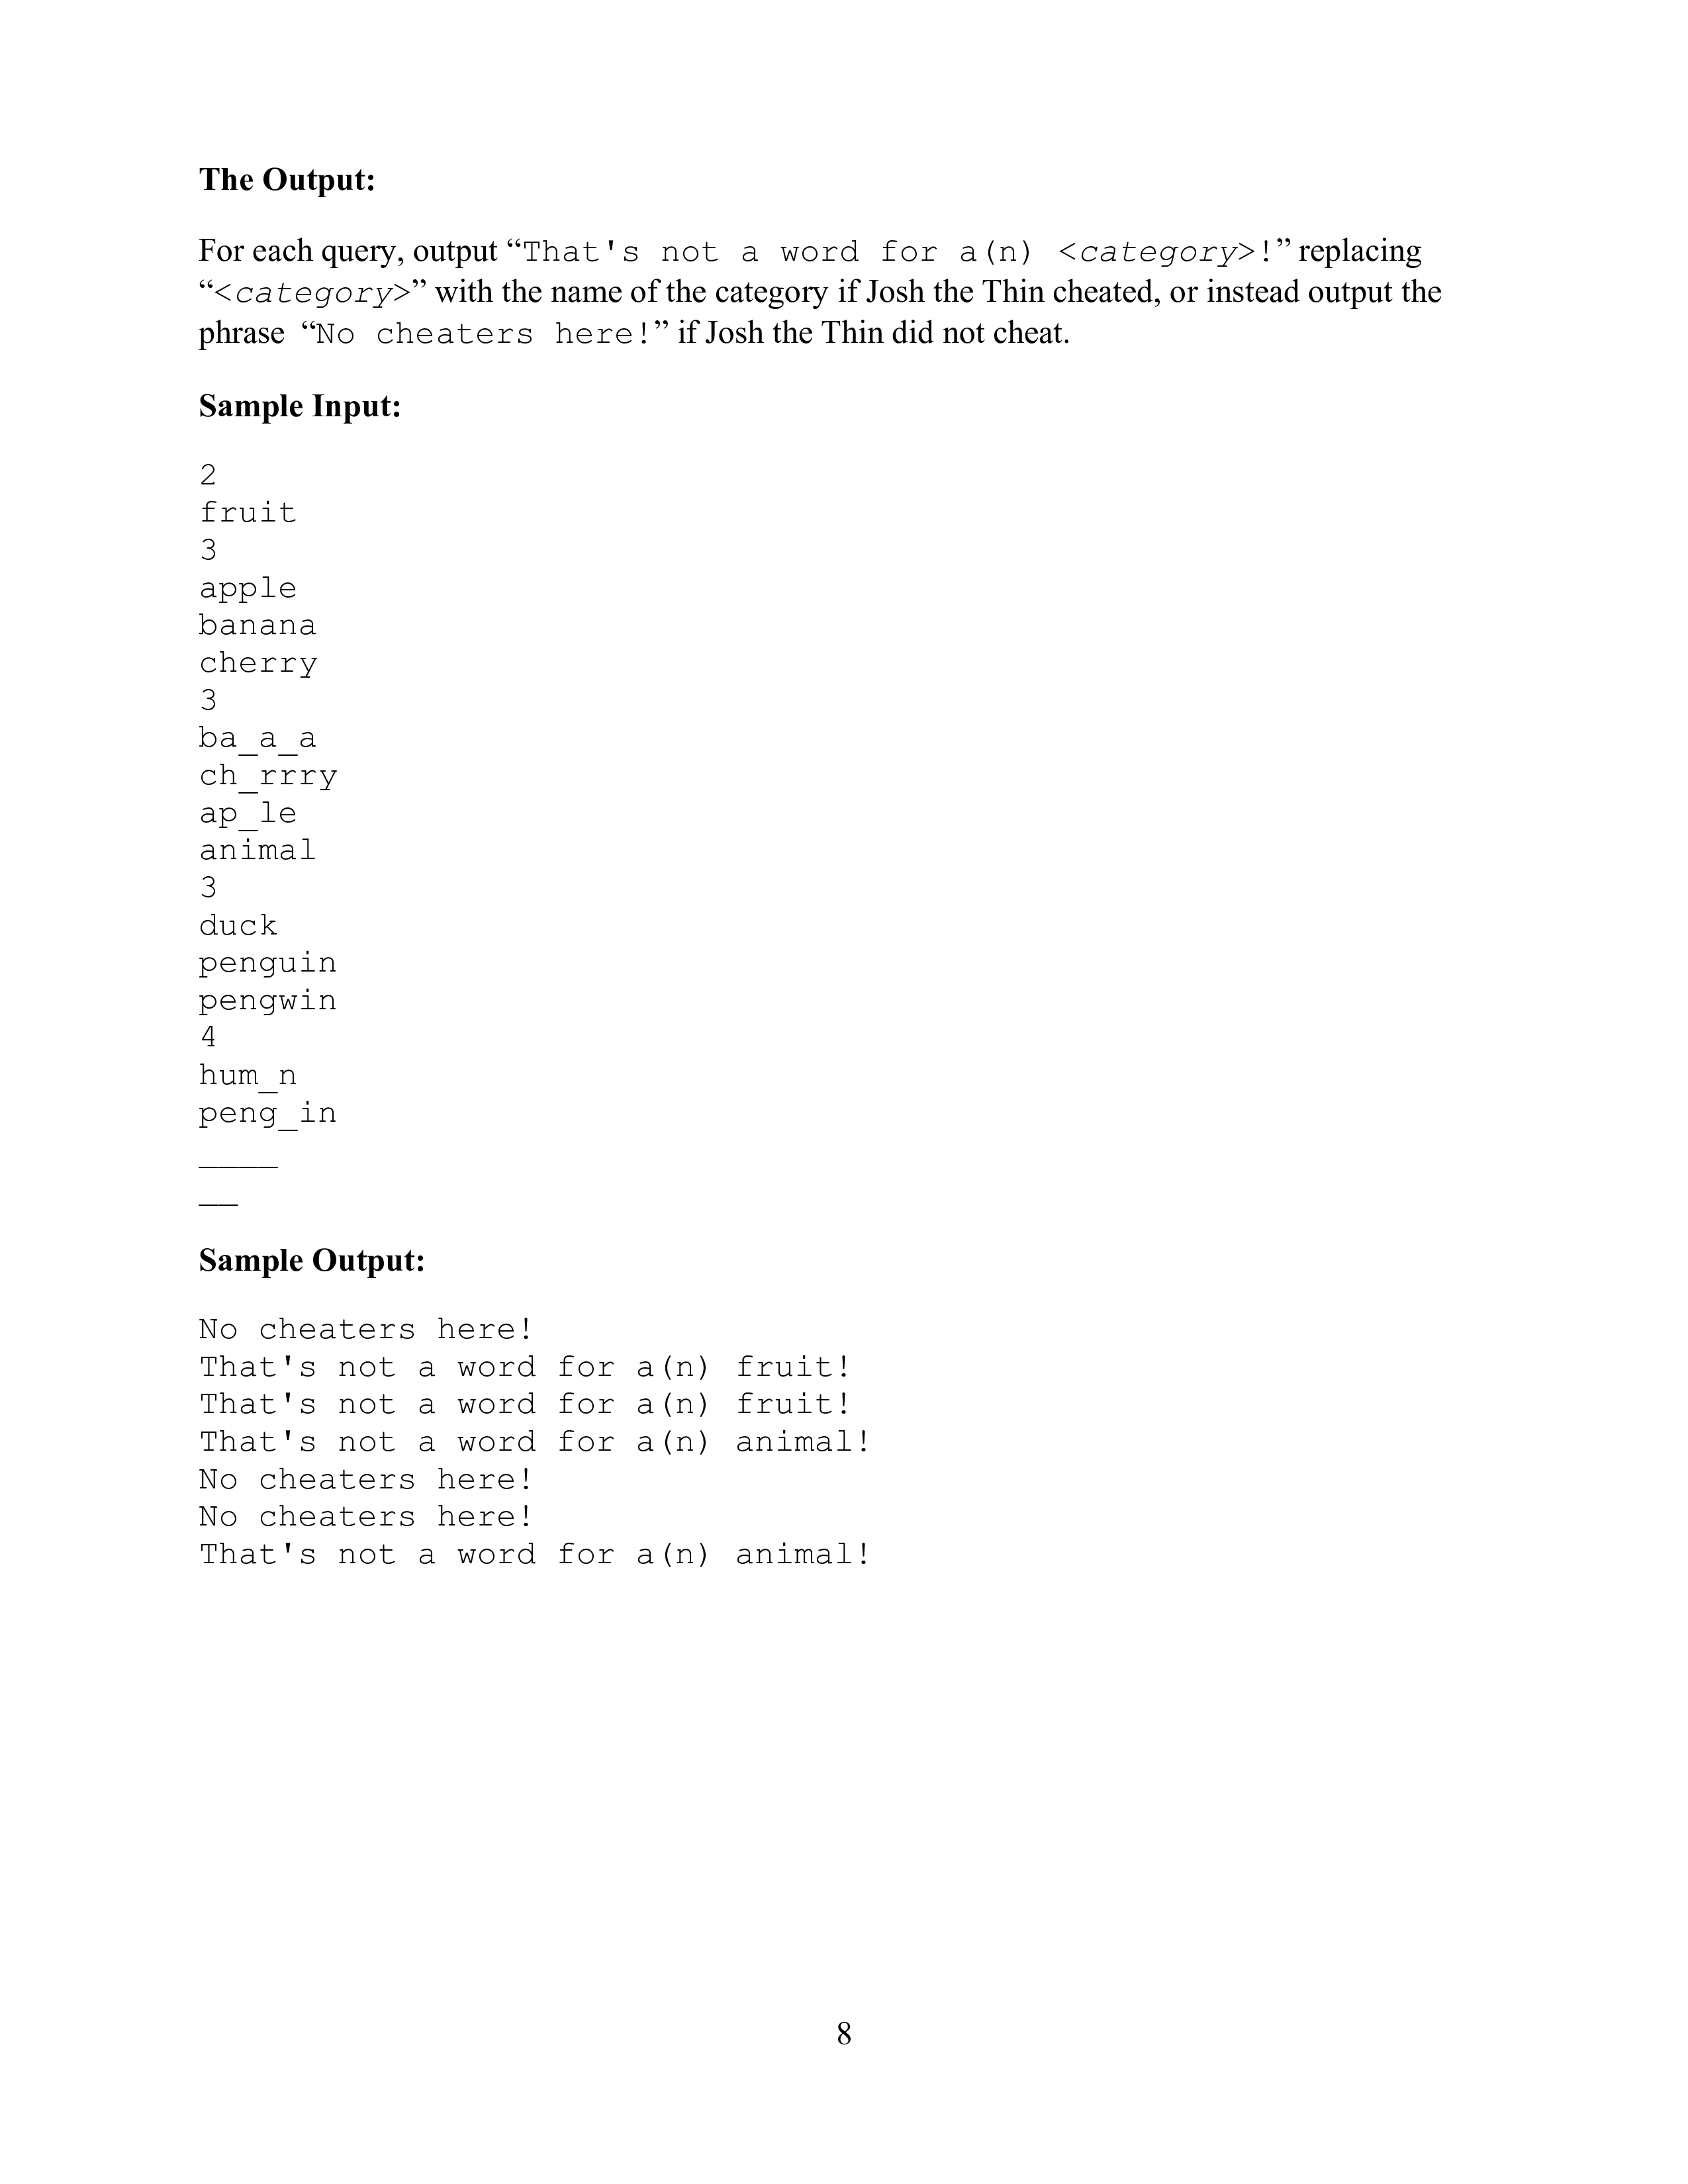 The Output:
For each query, output “That's not a word for a(n) <category>!” replacing
“<category>” with the name of the category if Josh the Thin cheated, or instead output the
phrase “No cheaters here!” if Josh the Thin did not cheat.
Sample Input:
2
fruit
3
apple
banana
cherry
3
ba_a_a
ch_rrry
ap_le
animal
3
duck
penguin
pengwin
4
hum_n
peng_in
____
__
Sample Output:
No cheaters here!
That's not a word for a(n) fruit!
That's not a word for a(n) fruit!
That's not a word for a(n) animal!
No cheaters here!
No cheaters here!
That's not a word for a(n) animal!
8